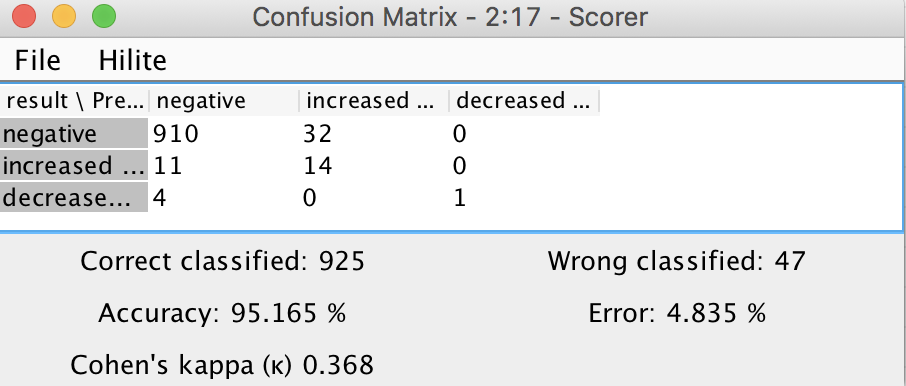 Confusion Matrix - 2:17 - Scorer
File Hilite
result \ Pre... negative increased ... decreased ...
negative 910 32 0
increased ... 11 14 0
decrease... 4 0 1
Correct classified: 925 Wrong classified: 47
Accuracy: 95.165 % Error: 4.835 %
Cohen's kappa (κ) 0.368